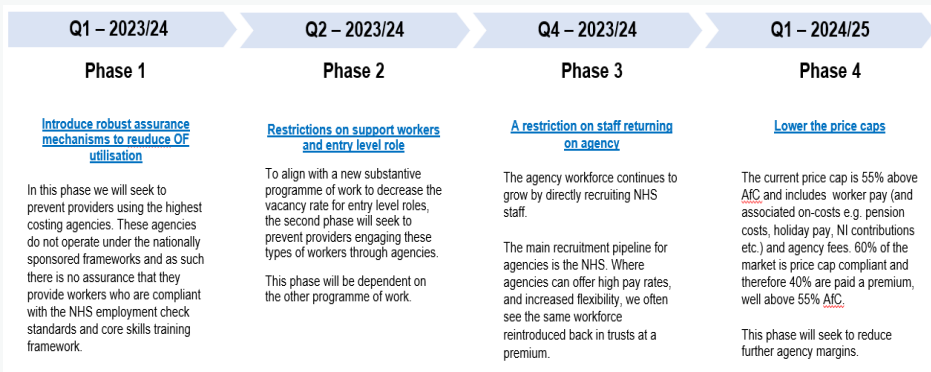 Q1 – 2023/24
Q2 – 2023/24
Q4 – 2023/24
Q1 – 2024/25
Phase 1
Phase 2
Phase 3
Phase 4
Introduce robust assurance
mechanisms to reuduce OF
utilisation
In this phase we will seek to
prevent providers using the highest
costing agencies. These agencies
do not operate under the nationally
sponsored frameworks and as such
there is no assurance that they
provide workers who are compliant
with the NHS employment check
standards and core skills training
framework.
Restrictions on support workers
and entry level role
To align with a new substantive
programme of work to decrease the
vacancy rate for entry level roles,
the second phase will seek to
prevent providers engaging these
types of workers through agencies.
This phase will be dependent on
the other programme of work.
A restriction on staff returning
on agency
The agency workforce continues to
grow by directly recruiting NHS
staff.
The main recruitment pipeline for
agencies is the NHS. Where
agencies can offer high pay rates,
and increased flexibility, we often
see the same workforce
reintroduced back in trusts at a
premium.
Lower the price caps
The current price cap is 55% above
AfC and includes worker pay (and
associated on-costs e.g. pension
costs, holiday pay, NI contributions
etc.) and agency fees. 60% of the
market is price cap compliant and
therefore 40% are paid a premium,
well above 55% AfC.
This phase will seek to reduce
further agency margins.